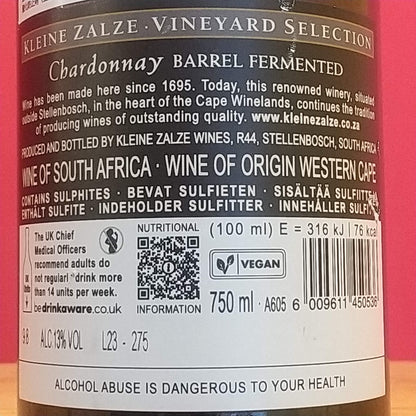 KLEINE ZALZE · VINEYARD SELECTION
Chardonnay BARREL FERMENTED
Wine has been made here since 1695. Today, this renowned winery, situated
outside Stellenbosch, in the heart of the Cape Winelands, continues the tradition
of producing wines of outstanding quality. www.kleinezalze.co.za
PRODUCED AND BOTTLED BY KLEINE ZALZE WINES, R44, STELLENBOSCH, SOUTH AFRICA
WINE OF SOUTH AFRICA · WINE OF ORIGIN WESTERN CAPE
CONTAINS SULPHITES · BEVAT SULFIETEN · SISÄLTÄÄ SULFIITTEJA
ENTHÄLT SULFITE · INDEHOLDER SULFITTER · INNEHÅLLER
NUTRITIONAL
INFORMATION
(100 ml) E = 316 kJ | 76 kcal
The UK Chief
Medical Officers
recommend adults do
not regularly drink more
than 14 units per week.
bedrinkaware.co.uk
VEGAN
750 ml · A605
6 009611 450536
9.8 ALC. 13% VOL L23 - 275
ALCOHOL ABUSE IS DANGEROUS TO YOUR HEALTH